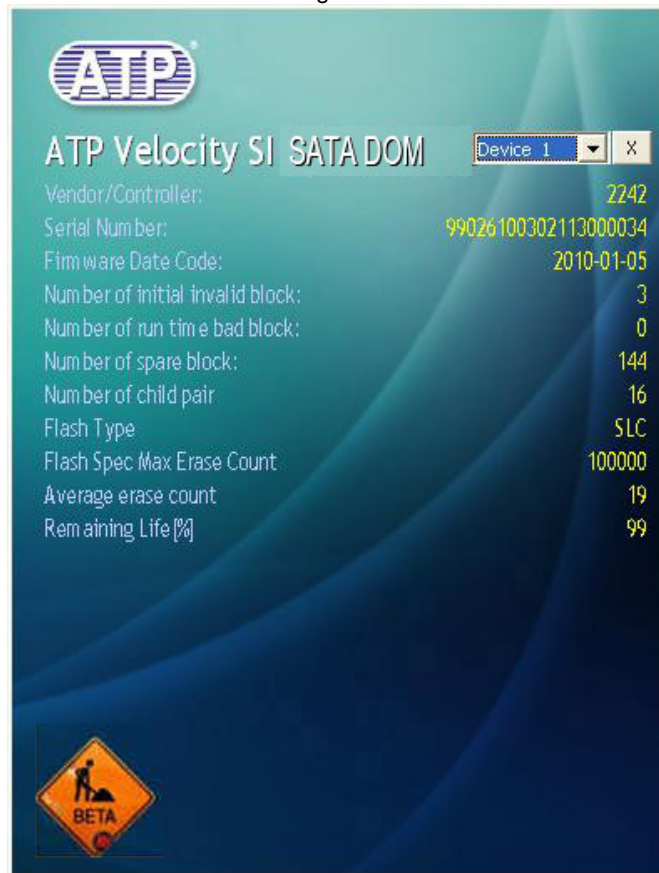 ATP
ATP Velocity SI SATA DOM Device 1 X
Vendor/Controller: 2242
Serial Number: 99026100302113000034
Firmware Date Code: 2010-01-05
Number of initial invalid block: 3
Number of run time bad block: 0
Number of spare block: 144
Number of child pair 16
Flash Type SLC
Flash Spec Max Erase Count 100000
Average erase count 19
Remaining Life[%] 99
BETA